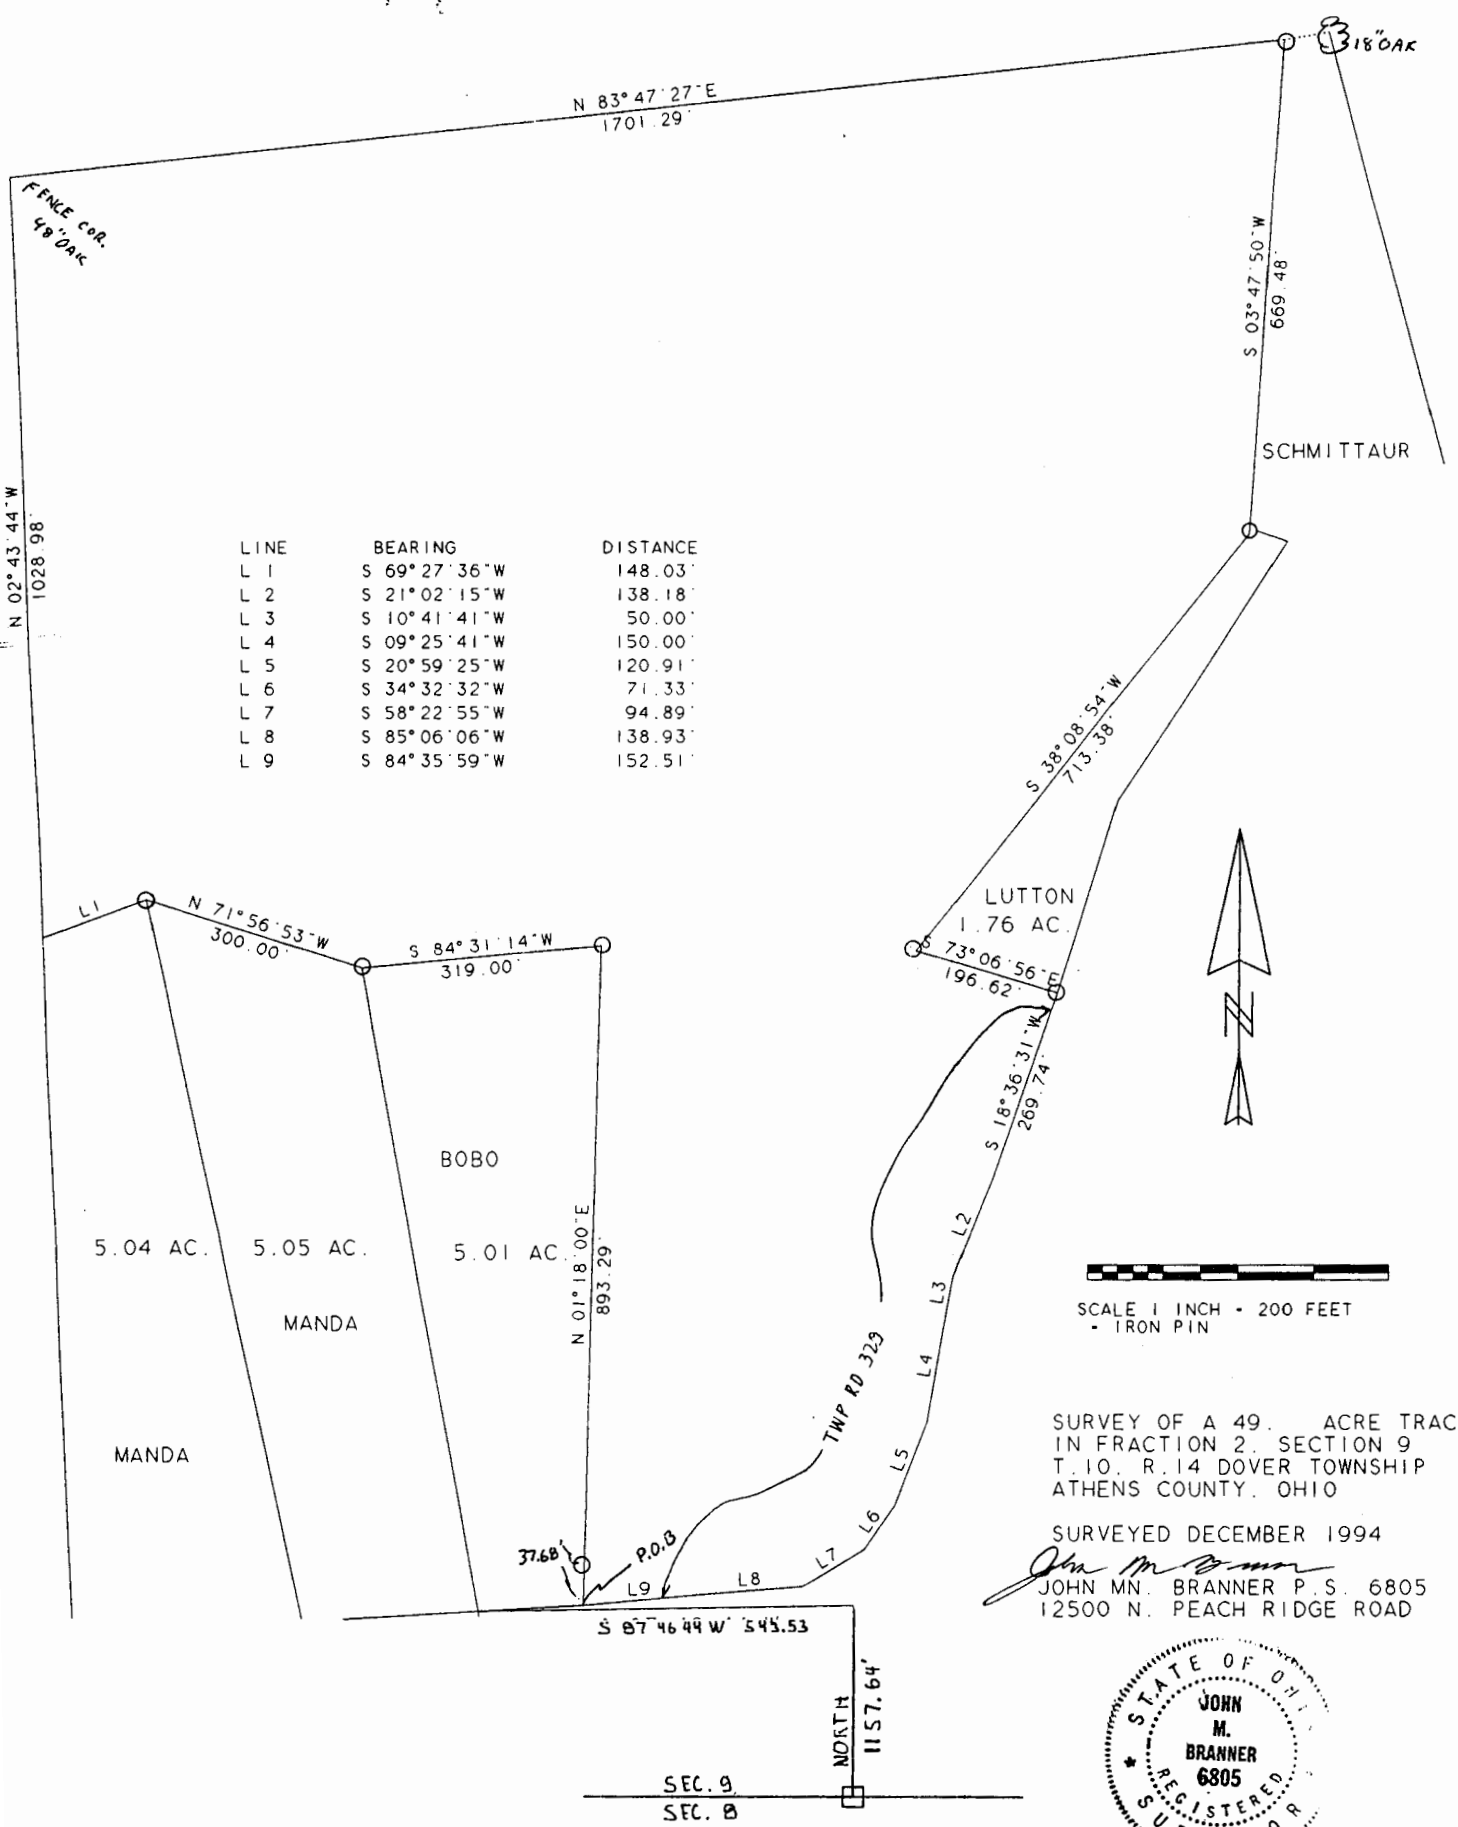 18" OAK
N 83° 47' 27" E
1701.29'
FENCE COR.
48" OAK
S 03° 47' 50" W
669.48'
SCHMITTAUR
N 02° 43' 44" W
1028.98'
LINE BEARING DISTANCE
L 1 S 69° 27' 36" W 148.03'
L 2 S 21° 02' 15" W 138.18'
L 3 S 10° 41' 41" W 50.00'
L 4 S 09° 25' 41" W 150.00'
L 5 S 20° 59' 25" W 120.91'
L 6 S 34° 32' 32" W 71.33'
L 7 S 58° 22' 55" W 94.89'
L 8 S 85° 06' 06" W 138.93'
L 9 S 84° 35' 59" W 152.51'
S 38° 08' 54" W
713.38'
L1
N 71° 56' 53" W
300.00'
S 84° 31' 14" W
319.00'
LUTTON
1.76 AC.
S 73° 06' 56" E
196.62'
S 18° 36' 31" W
269.74'
N
BOBO
5.04 AC.
5.05 AC.
5.01 AC.
N 01° 18' 00" E
893.29'
L2
L3
L4
L5
L6
L7
L8
L9
MANDA
MANDA
TWP RD 329
SCALE 1 INCH - 200 FEET
- IRON PIN
SURVEY OF A 49. ACRE TRAC
IN FRACTION 2. SECTION 9
T.10. R.14 DOVER TOWNSHIP
ATHENS COUNTY. OHIO
SURVEYED DECEMBER 1994
JOHN MN. BRANNER P.S. 6805
12500 N. PEACH RIDGE ROAD
37.68'
P.O.B
S 87 46 44 W 545.53
NORTH
1157.64'
SEC. 9
SEC. 8
STATE OF
JOHN
M.
BRANNER
6805
REGISTERED